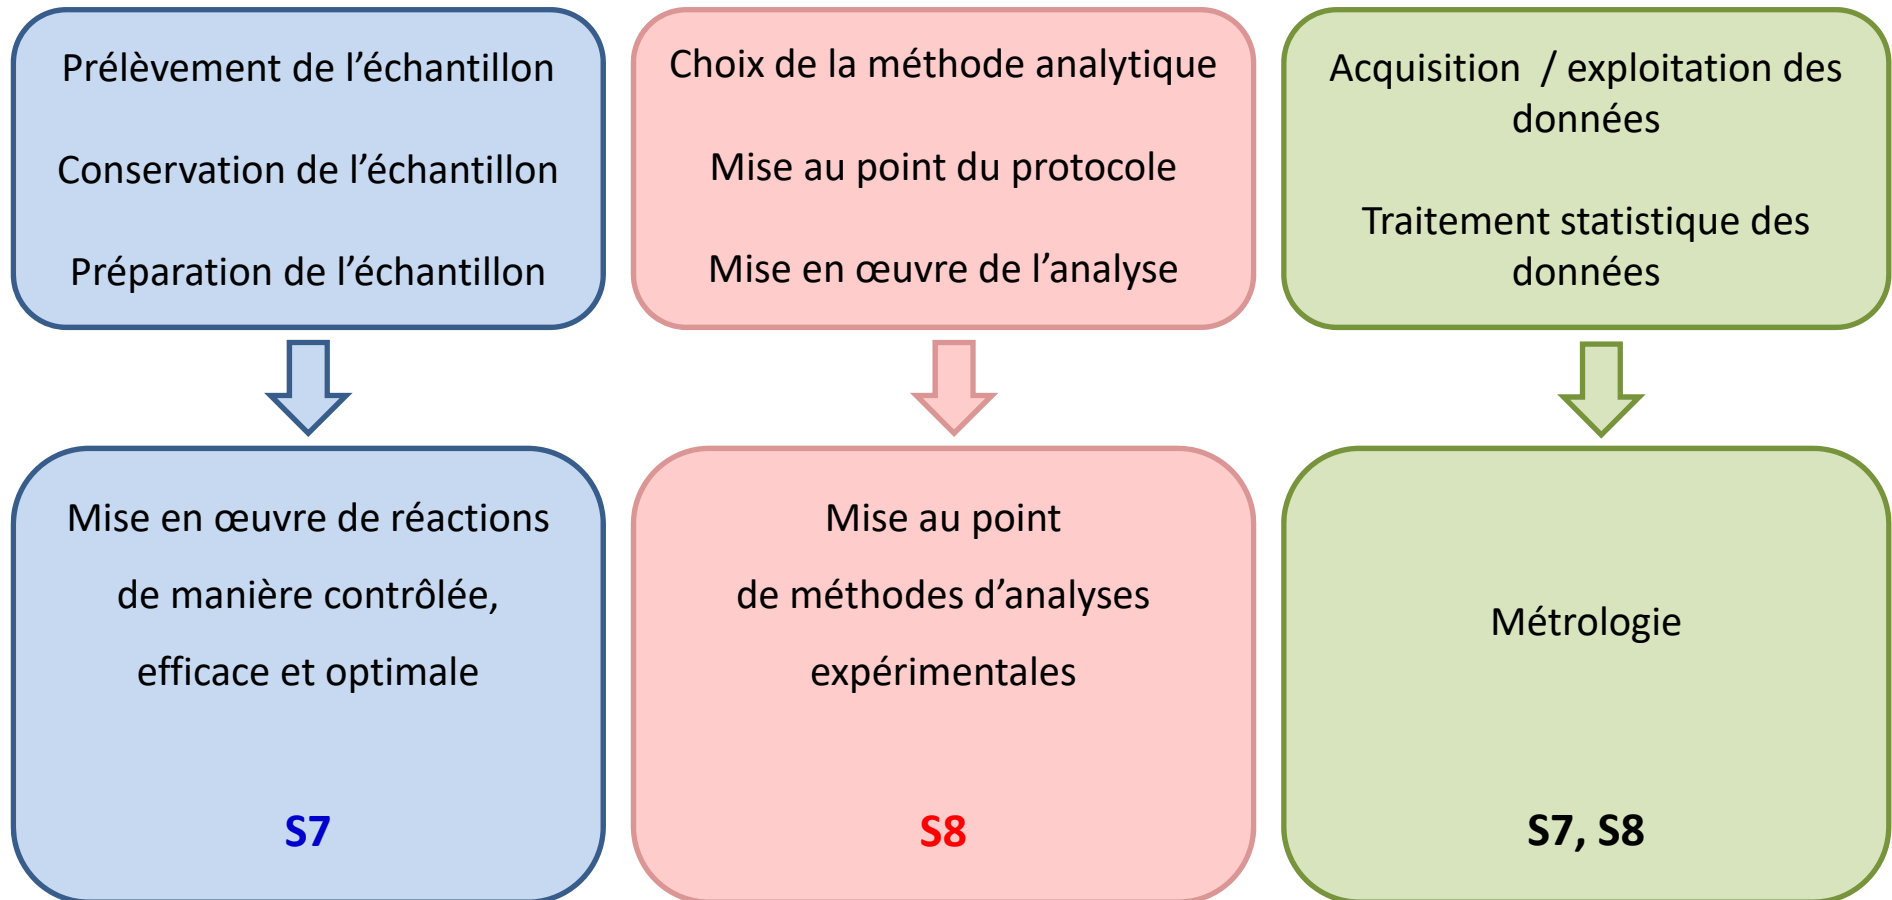 Prélèvement de l’échantillon
Conservation de l’échantillon
Préparation de l’échantillon
Choix de la méthode analytique
Mise au point du protocole
Mise en œuvre de l’analyse
Acquisition / exploitation des
données
Traitement statistique des
données
Mise en œuvre de réactions
de manière contrôlée,
efficace et optimale
S7
Mise au point
de méthodes d’analyses
expérimentales
S8
Métrologie
S7, S8